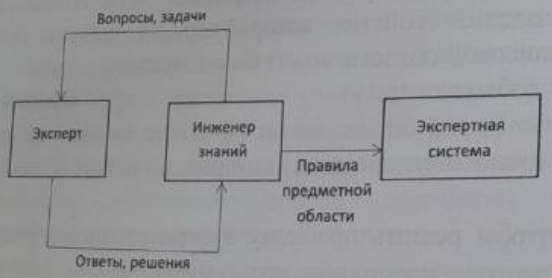 Вопросы, задачи
Эксперт
Инженер
знаний
Экспертная
система
Правила
предметной
области
Ответы, решения